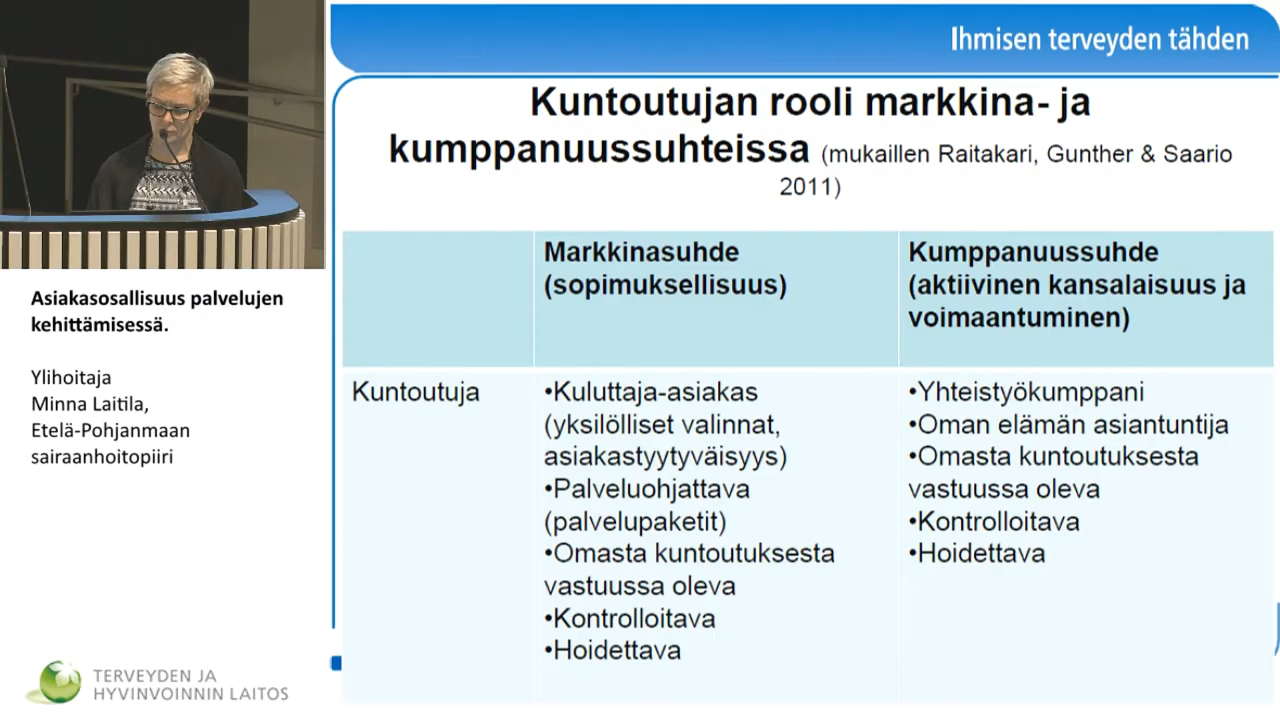 Ihmisen terveyden tähden
Kuntoutujan rooli markkina- ja
kumppanuussuhteissa (mukaillen Raitakari, Gunther & Saario
2011)
Asiakasosallisuus palvelujen
kehittämisessä.
Ylihoitaja
Minna Laitila,
Etelä-Pohjanmaan
sairaanhoitopiiri
Markkinasuhde
(sopimuksellisuus)
Kumppanuussuhde
(aktiivinen kansalaisuus ja
voimaantuminen)
Kuntoutuja
•Kuluttaja-asiakas
(yksilölliset valinnat,
asiakastyytyväisyys)
•Palveluohjattava
(palvelupaketit)
•Omasta kuntoutuksesta
vastuussa oleva
•Kontrolloitava
•Hoidettava
•Yhteistyökumppani
•Oman elämän asiantuntija
•Omasta kuntoutuksesta
vastuussa oleva
•Kontrolloitava
•Hoidettava
TERVEYDEN JA
HYVINVOINNIN LAITOS